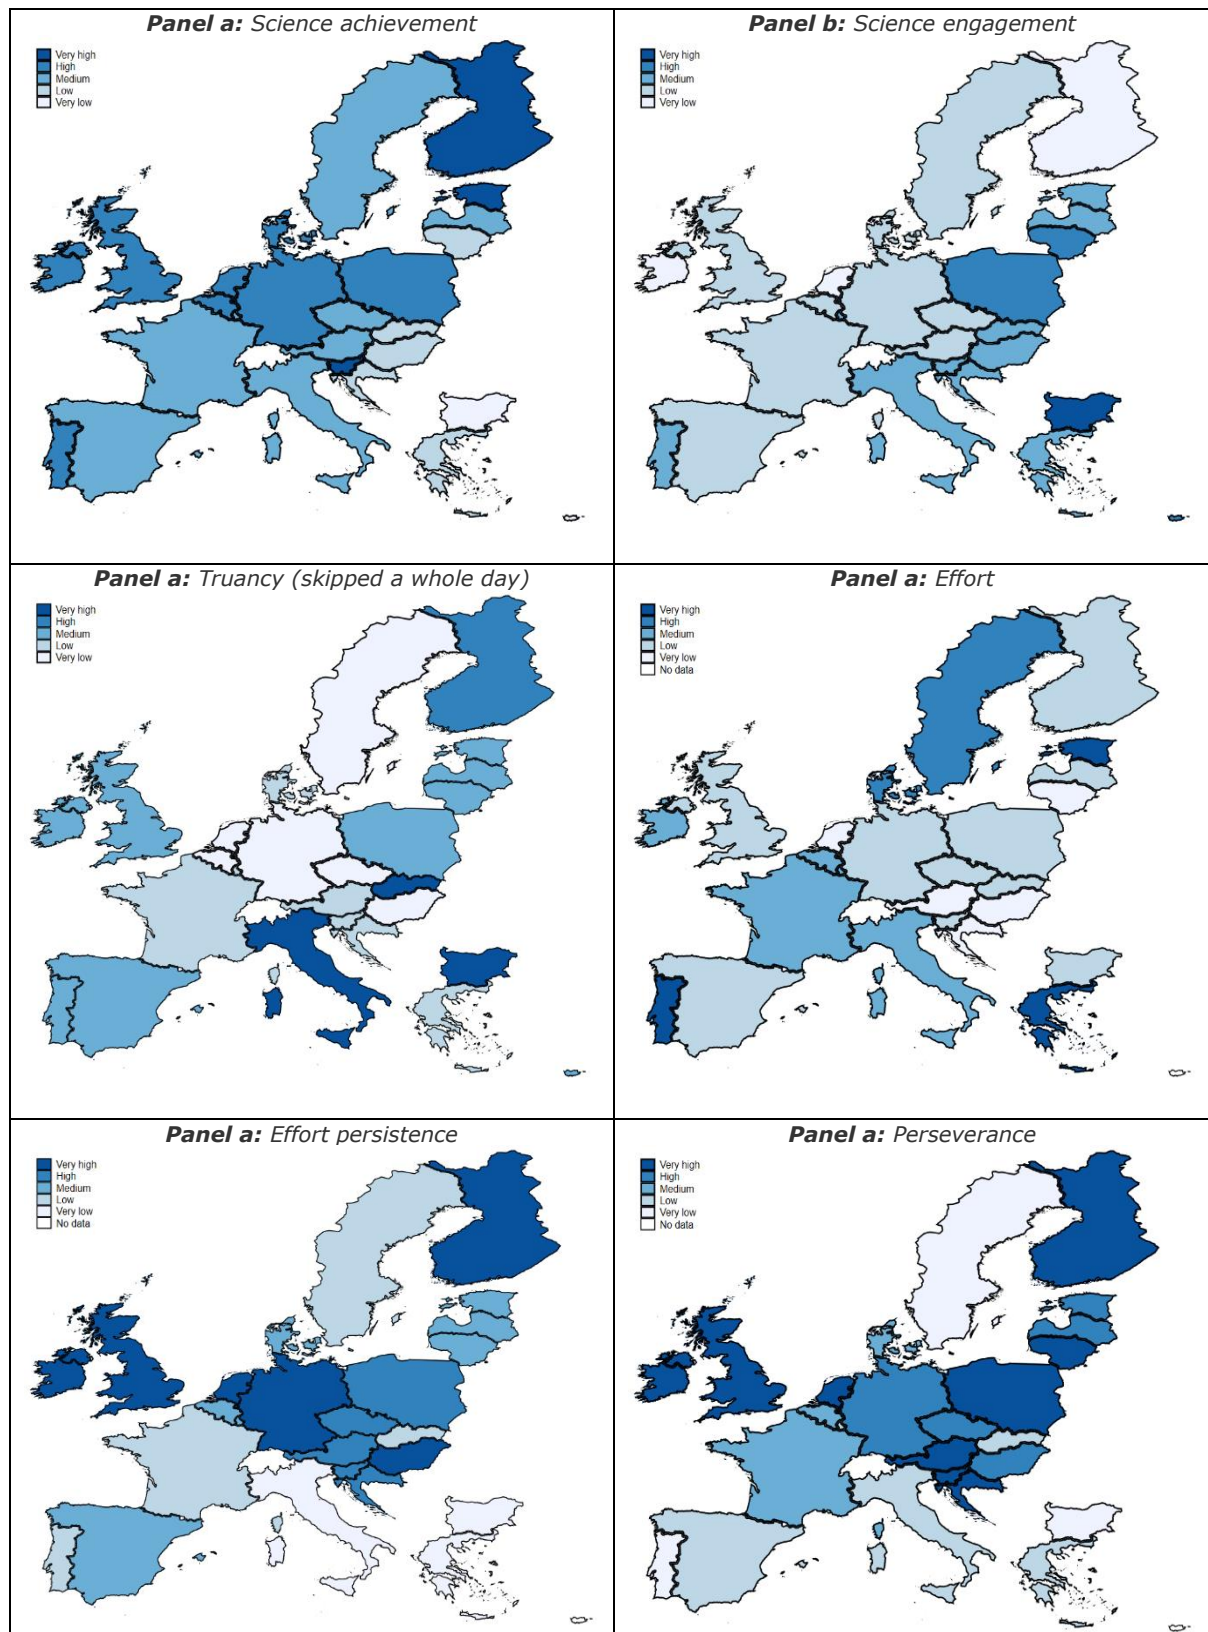 Panel a: Science achievement
Very high
High
Medium
Low
Very low
Panel b: Science engagement
Very high
High
Medium
Low
Very low
Panel a: Truancy (skipped a whole day)
Very high
High
Medium
Low
Very low
Panel a: Effort
Very high
High
Medium
Low
Very low
No data
Panel a: Effort persistence
Very high
High
Medium
Low
Very low
No data
Panel a: Perseverance
Very high
High
Medium
Low
Very low
No data